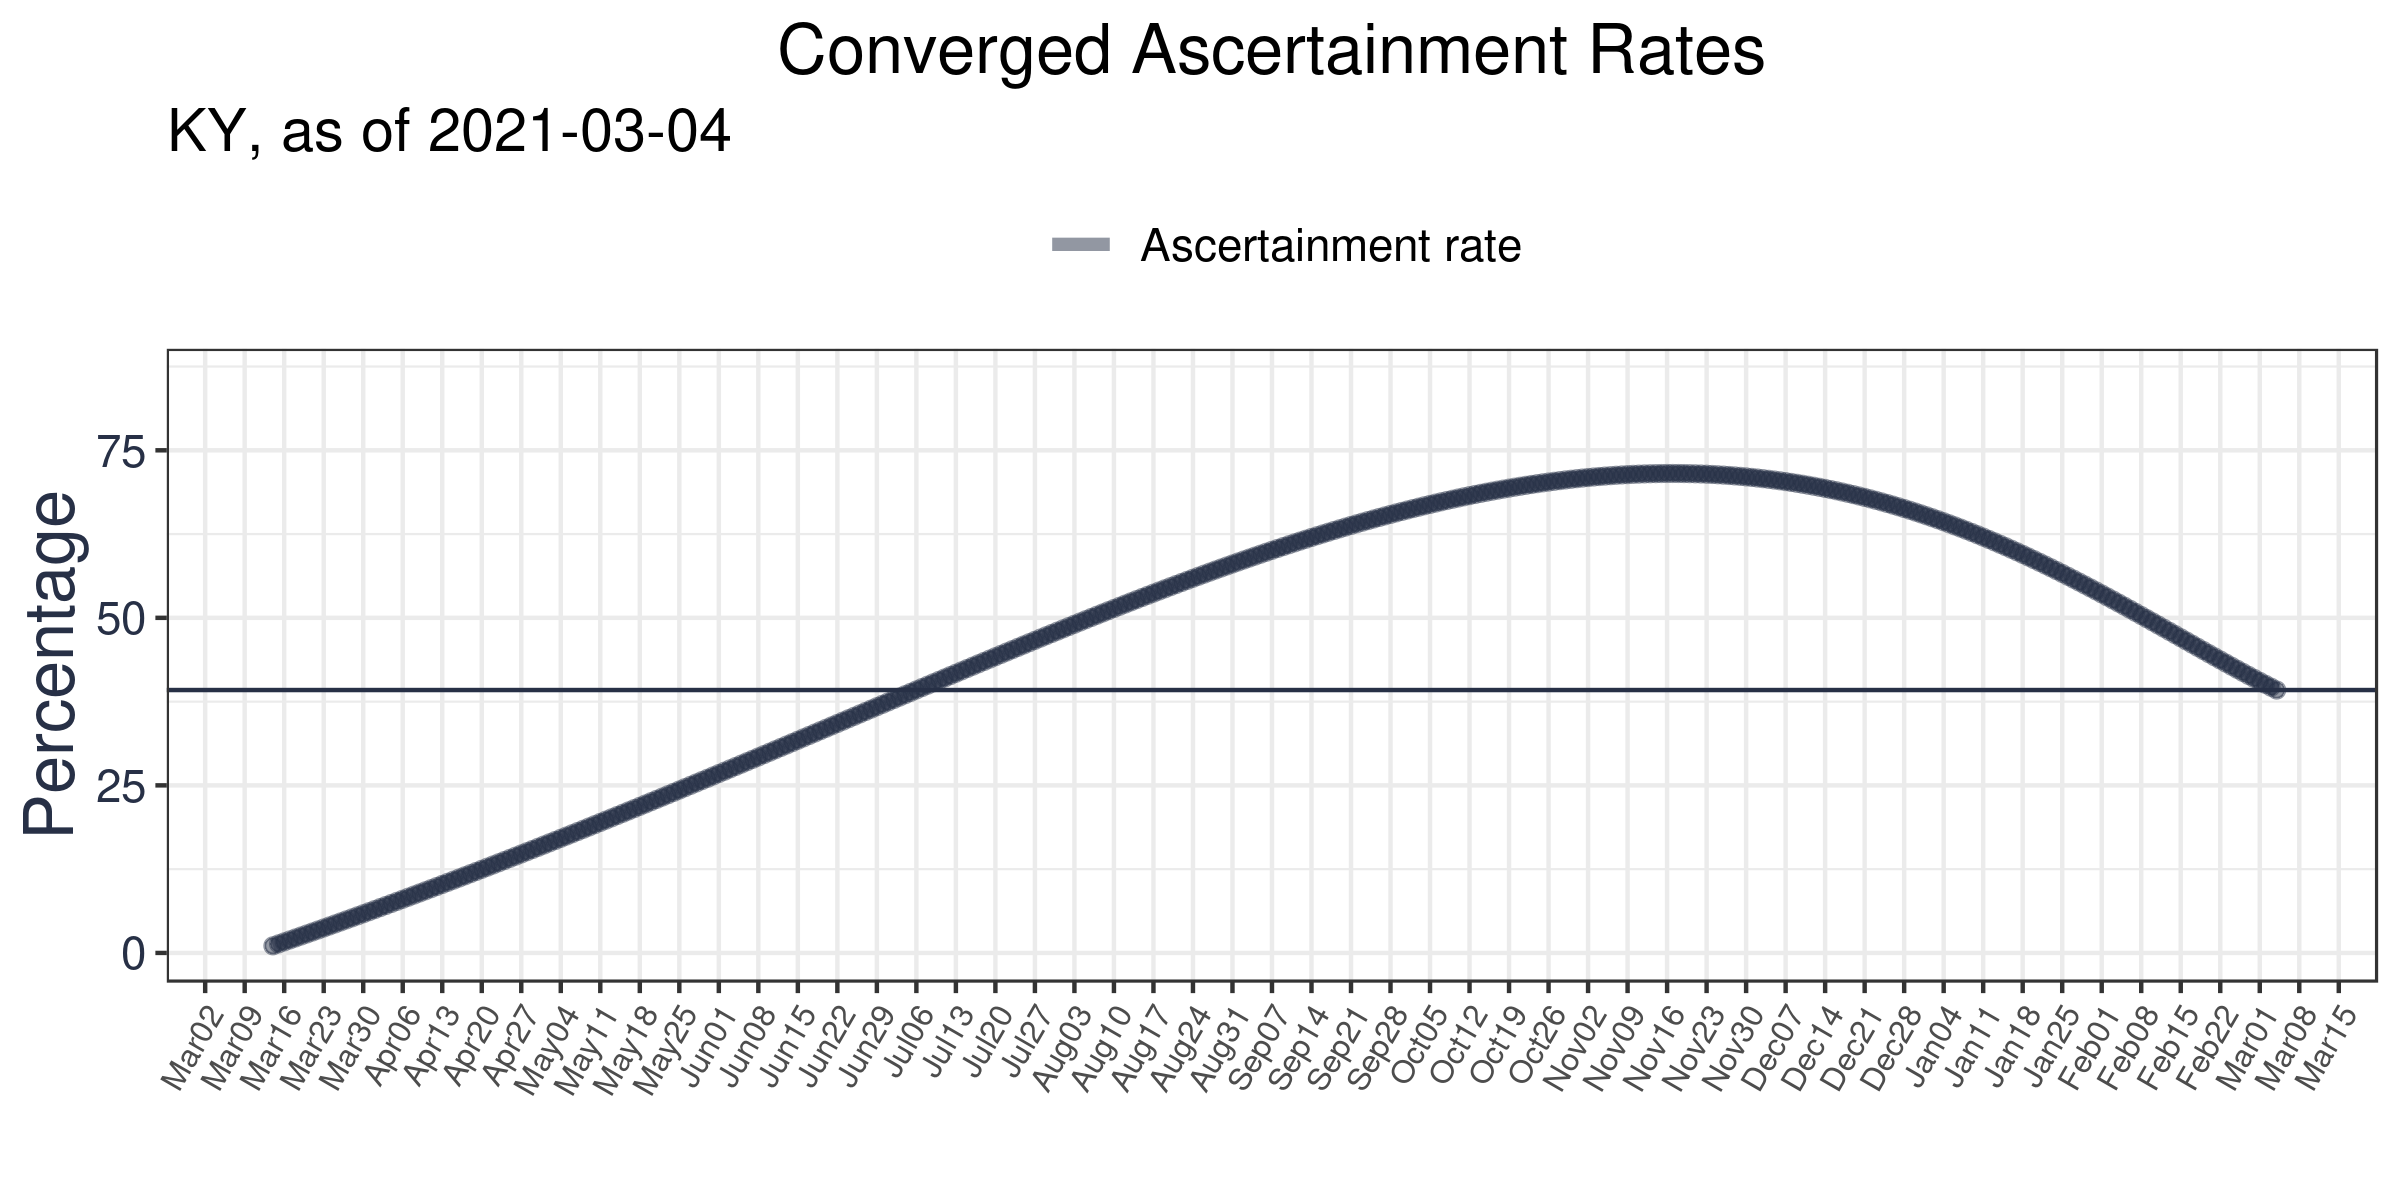 Converged Ascertainment Rates
KY, as of 2021-03-04
Ascertainment rate
Percentage
75
50
25
0
Mar02
Mar09
Mar16
Mar23
Mar30
Apr06
Apr13
Apr20
Apr27
May04
May11
May18
May25
Jun01
Jun08
Jun15
Jun22
Jun29
Jul06
Jul13
Jul20
Jul27
Aug03
Aug10
Aug17
Aug24
Aug31
Sep07
Sep14
Sep21
Sep28
Oct05
Oct12
Oct19
Oct26
Nov02
Nov09
Nov16
Nov23
Nov30
Dec07
Dec14
Dec21
Dec28
Jan04
Jan11
Jan18
Jan25
Feb01
Feb08
Feb15
Feb22
Mar01
Mar08
Mar15